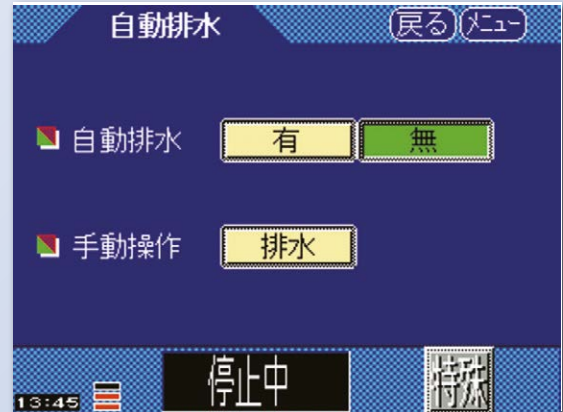 自動排水 戻る メニュー
自動排水 有 無
手動操作 排水
13:45 停止中 特殊